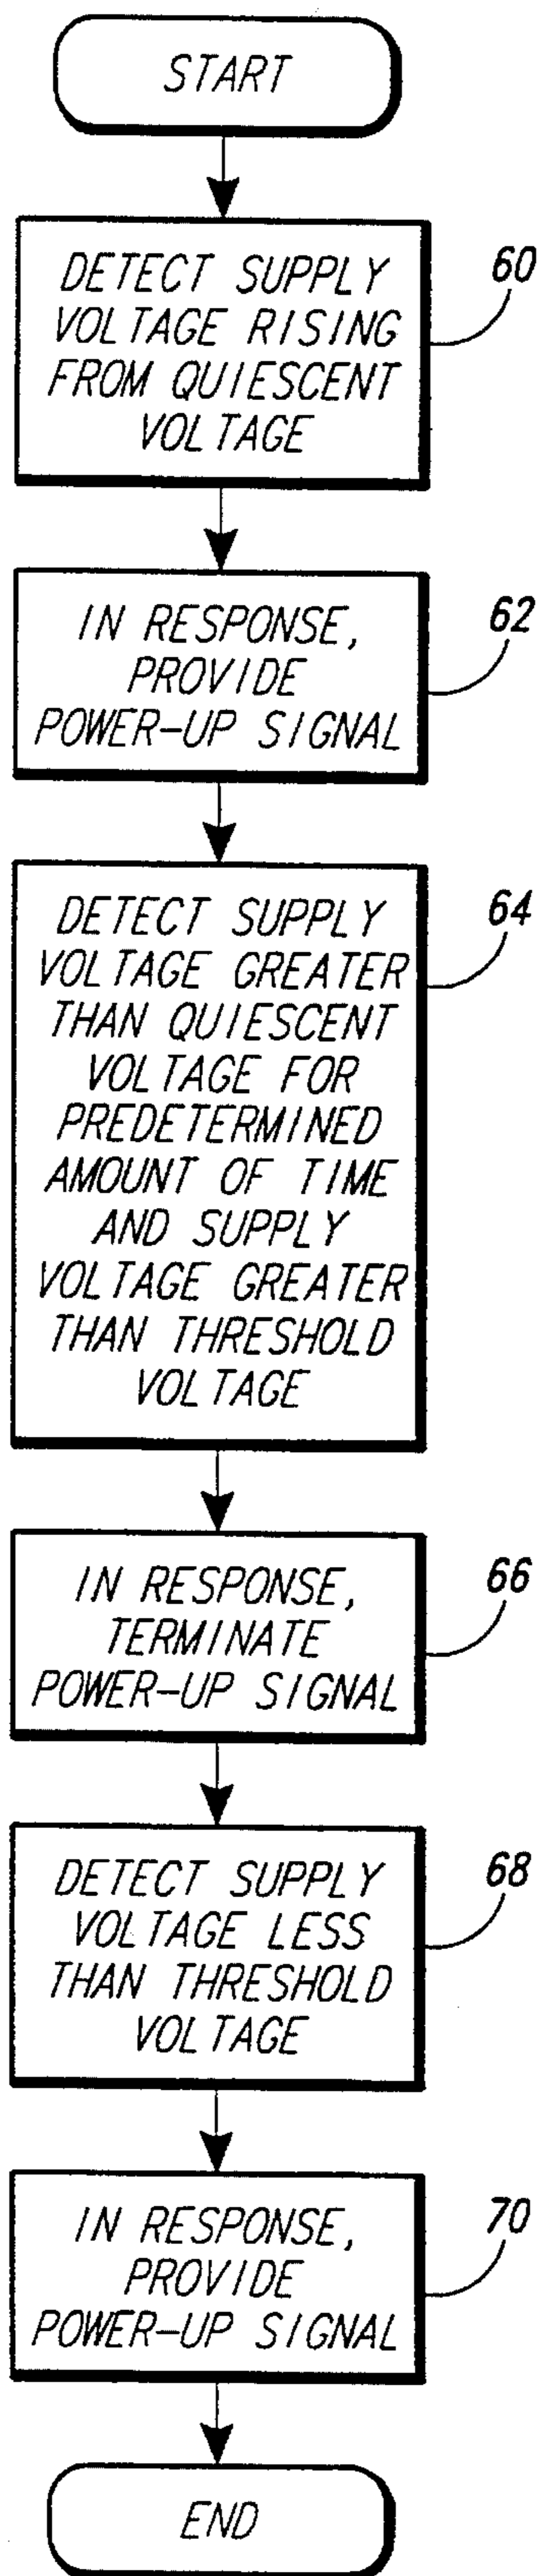 START
DETECT SUPPLY
VOLTAGE RISING
FROM QUIESCENT
VOLTAGE
60
IN RESPONSE,
PROVIDE
POWER-UP SIGNAL
62
DETECT SUPPLY
VOLTAGE GREATER
THAN QUIESCENT
VOLTAGE FOR
PREDETERMINED
AMOUNT OF TIME
AND SUPPLY
VOLTAGE GREATER
THAN THRESHOLD
VOLTAGE
64
IN RESPONSE,
TERMINATE
POWER-UP SIGNAL
66
DETECT SUPPLY
VOLTAGE LESS
THAN THRESHOLD
VOLTAGE
68
IN RESPONSE,
PROVIDE
POWER-UP SIGNAL
70
END